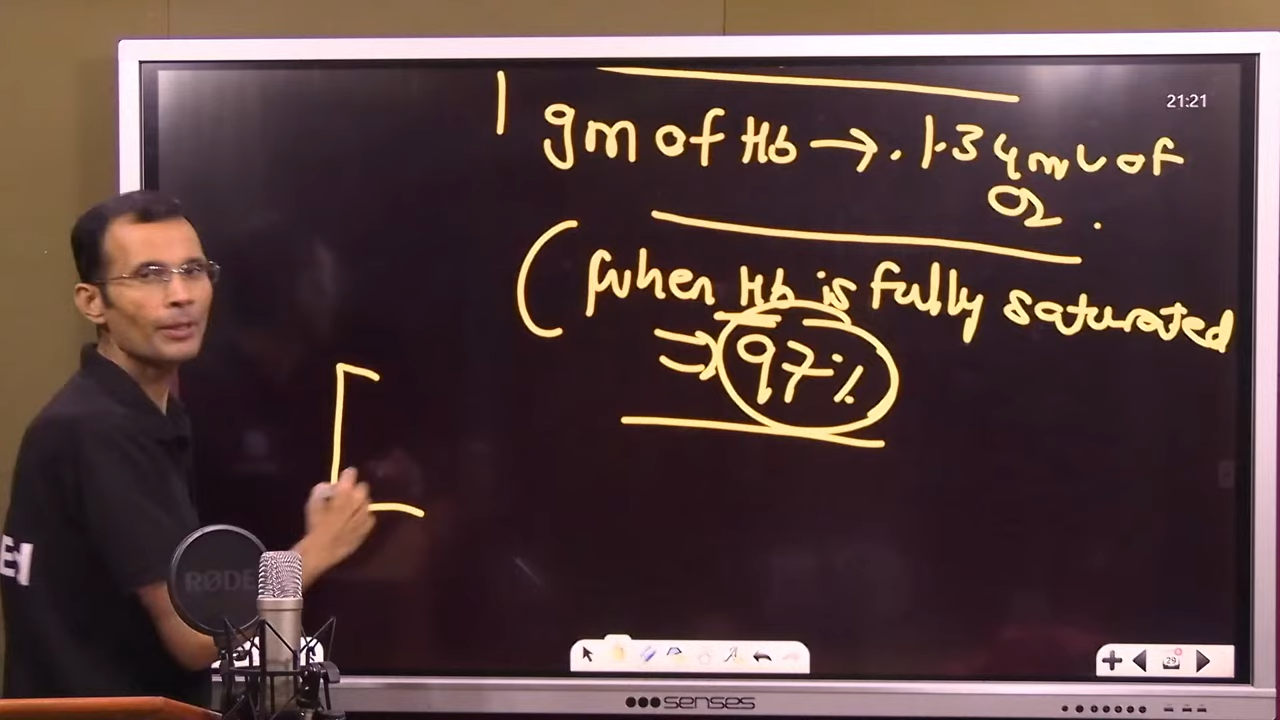 21:21
1 gm of Hb → 1.34 mL of
O2.
(when Hb is fully saturated
⇒ 97%
RØDE
senses
29